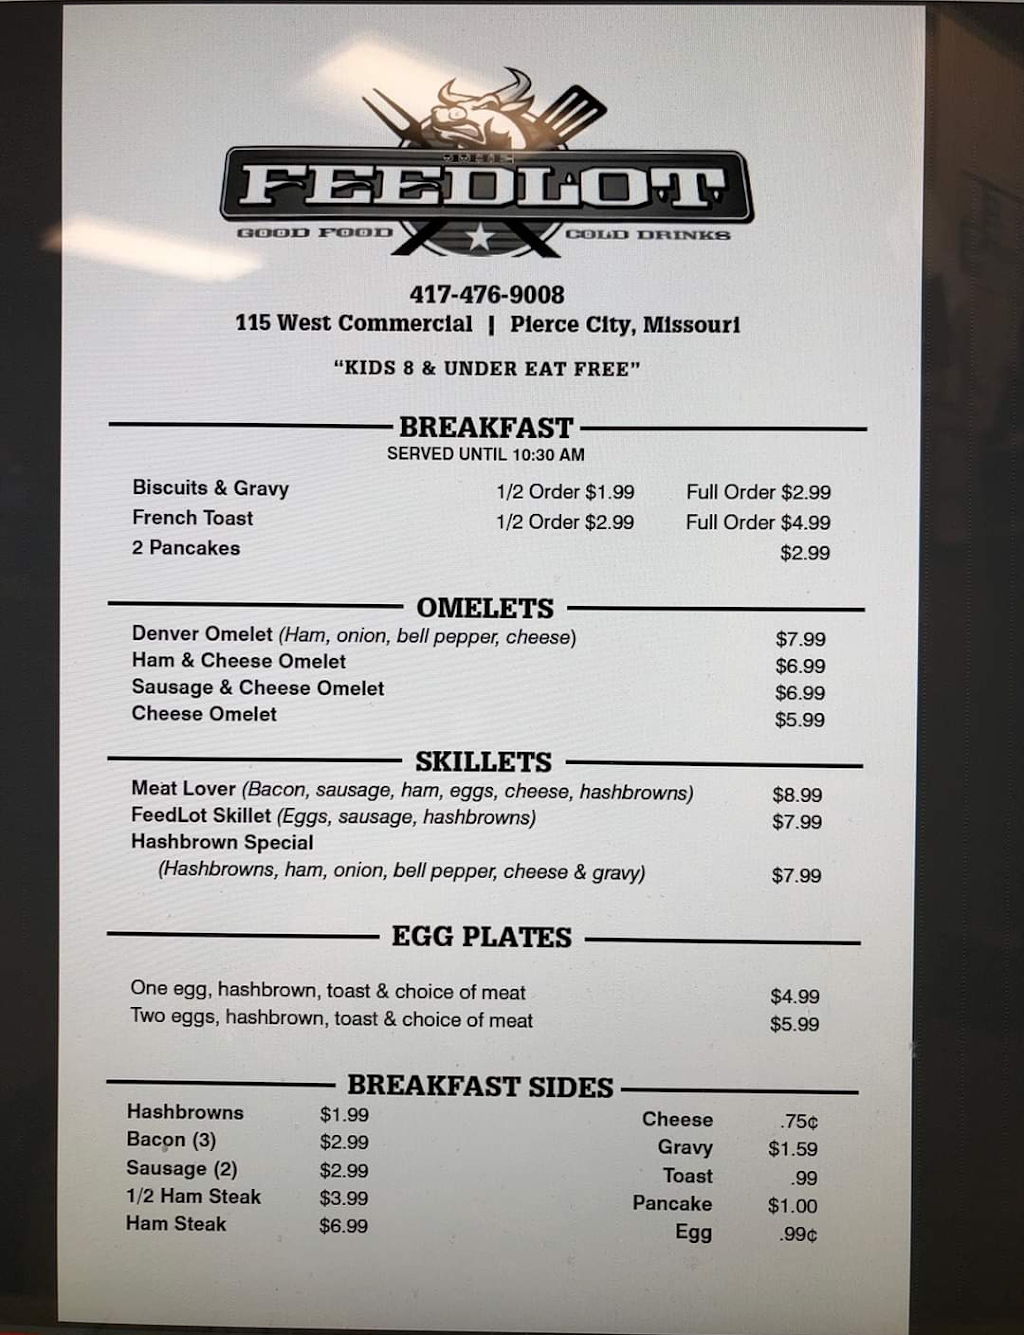 THE
FEEDLOT
GOOD FOOD COLD DRINKS
417-476-9008
115 West Commercial | Pierce City, Missouri
“KIDS 8 & UNDER EAT FREE”
BREAKFAST
SERVED UNTIL 10:30 AM
Biscuits & Gravy 1/2 Order $1.99 Full Order $2.99
French Toast 1/2 Order $2.99 Full Order $4.99
2 Pancakes $2.99
OMELETS
Denver Omelet (Ham, onion, bell pepper, cheese) $7.99
Ham & Cheese Omelet $6.99
Sausage & Cheese Omelet $6.99
Cheese Omelet $5.99
SKILLETS
Meat Lover (Bacon, sausage, ham, eggs, cheese, hashbrowns) $8.99
FeedLot Skillet (Eggs, sausage, hashbrowns) $7.99
Hashbrown Special
(Hashbrowns, ham, onion, bell pepper, cheese & gravy) $7.99
EGG PLATES
One egg, hashbrown, toast & choice of meat $4.99
Two eggs, hashbrown, toast & choice of meat $5.99
BREAKFAST SIDES
Hashbrowns $1.99 Cheese .75¢
Bacon (3) $2.99 Gravy $1.59
Sausage (2) $2.99 Toast .99
1/2 Ham Steak $3.99 Pancake $1.00
Ham Steak $6.99 Egg .99¢